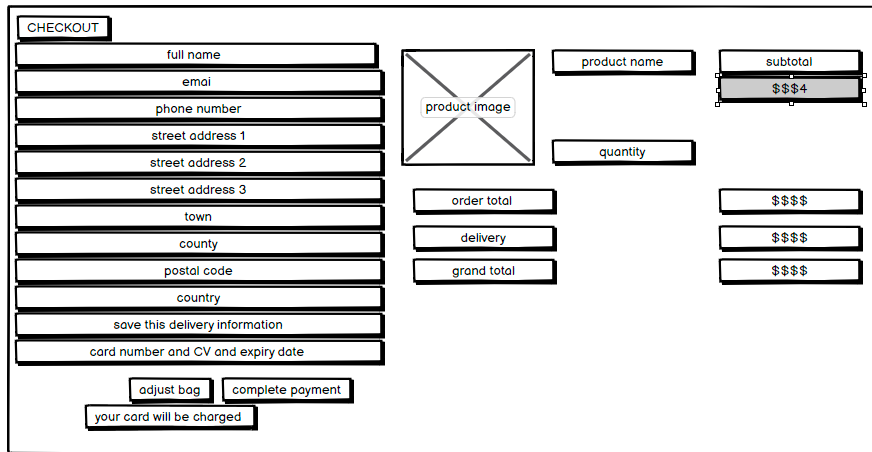 CHECKOUT
full name
emai
phone number
street address 1
street address 2
street address 3
town
county
postal code
country
save this delivery information
card number and CV and expiry date
adjust bag
complete payment
your card will be charged
product image
product name
quantity
subtotal
$$$4
order total
$$$$
delivery
$$$$
grand total
$$$$